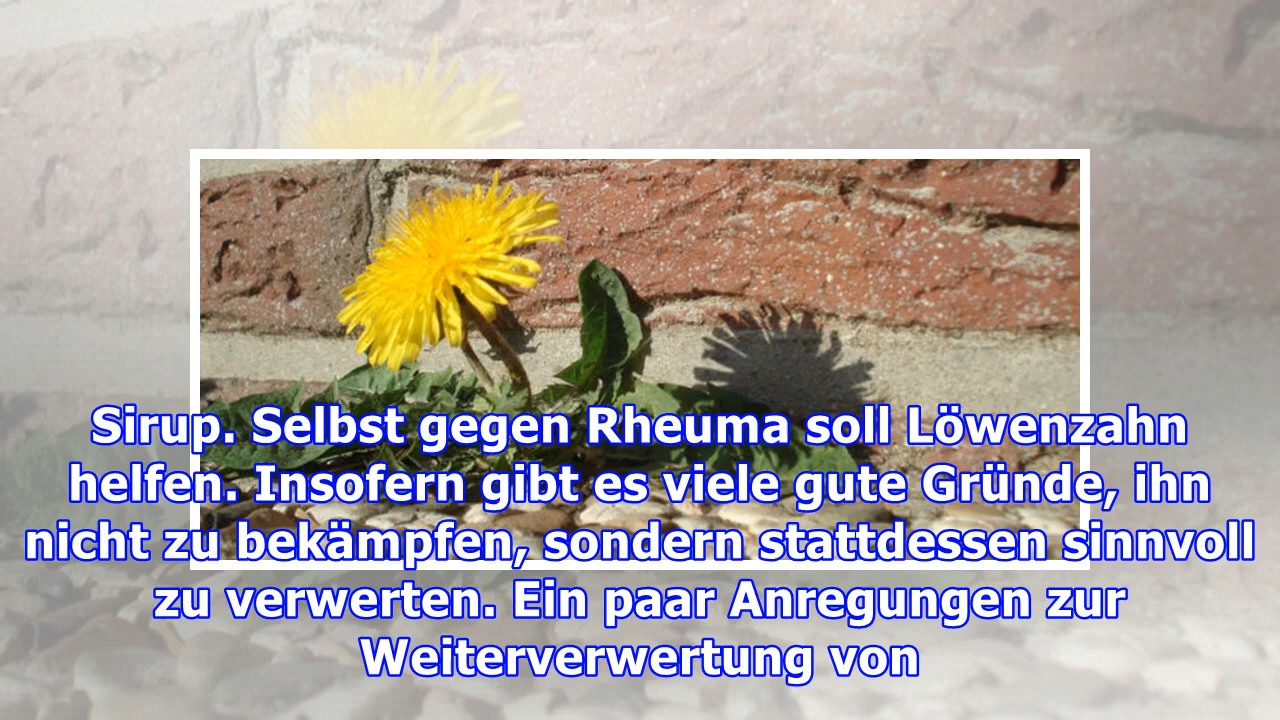 Sirup. Selbst gegen Rheuma soll Löwenzahn
helfen. Insofern gibt es viele gute Gründe, ihn
nicht zu bekämpfen, sondern stattdessen sinnvoll
zu verwerten. Ein paar Anregungen zur
Weiterverwertung von